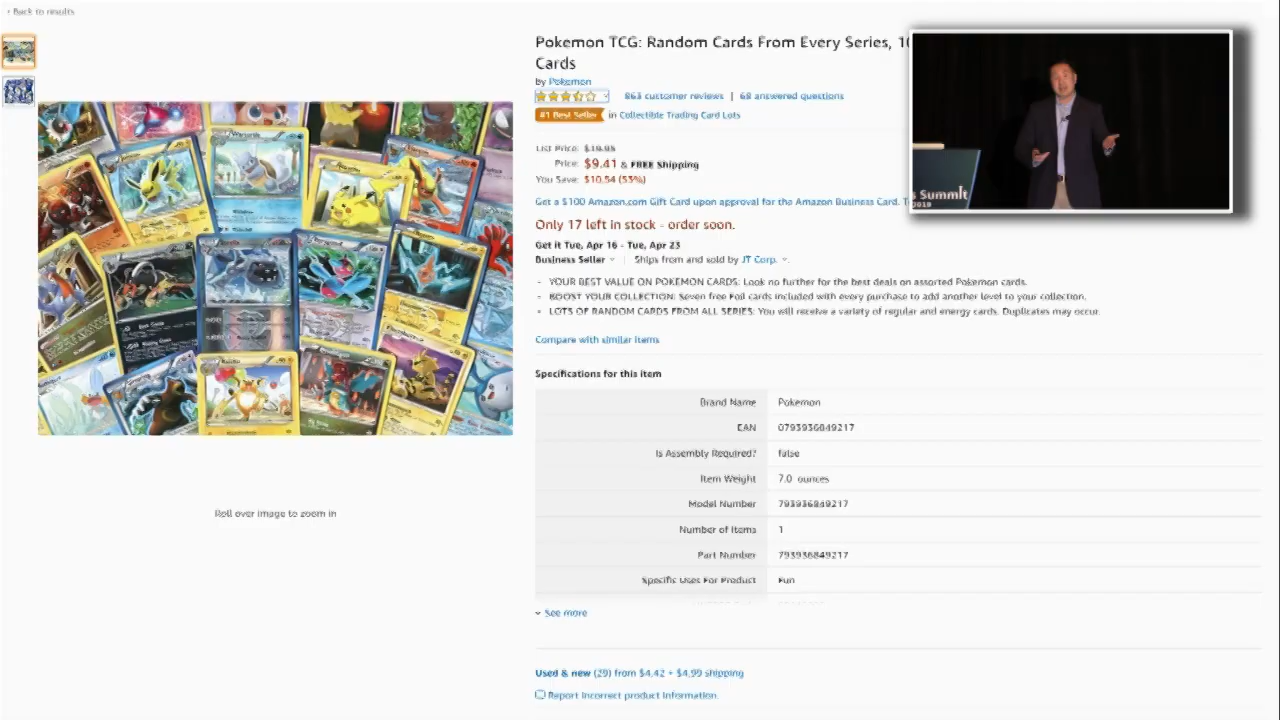 ‹ Back to results
Pokemon TCG: Random Cards From Every Series, 10
Cards
by Pokemon
863 customer reviews | 68 answered questions
#1 Best Seller in Collectible Trading Card Lots
List Price: $19.95
Price: $9.41 & FREE Shipping
You Save: $10.54 (53%)
Get a $100 Amazon.com Gift Card upon approval for the Amazon Business Card. T
Only 17 left in stock - order soon.
Get it Tue, Apr 16 - Tue, Apr 23
Business Seller | Ships from and sold by JT Corp.
- YOUR BEST VALUE ON POKEMON CARDS: Look no further for the best deals on assorted Pokemon cards.
- BOOST YOUR COLLECTION: Seven free Foil cards included with every purchase to add another level to your collection.
- LOTS OF RANDOM CARDS FROM ALL SERIES: You will receive a variety of regular and energy cards. Duplicates may occur.
Compare with similar items
Specifications for this item
Brand Name Pokemon
EAN 0793936849217
Is Assembly Required? false
Item Weight 7.0 ounces
Model Number 793936849217
Number of Items 1
Part Number 793936849217
Specific Uses For Product Fun
See more
Used & new (29) from $4.42 + $4.99 shipping
Report incorrect product information.
Roll over image to zoom in
s Summit
2019